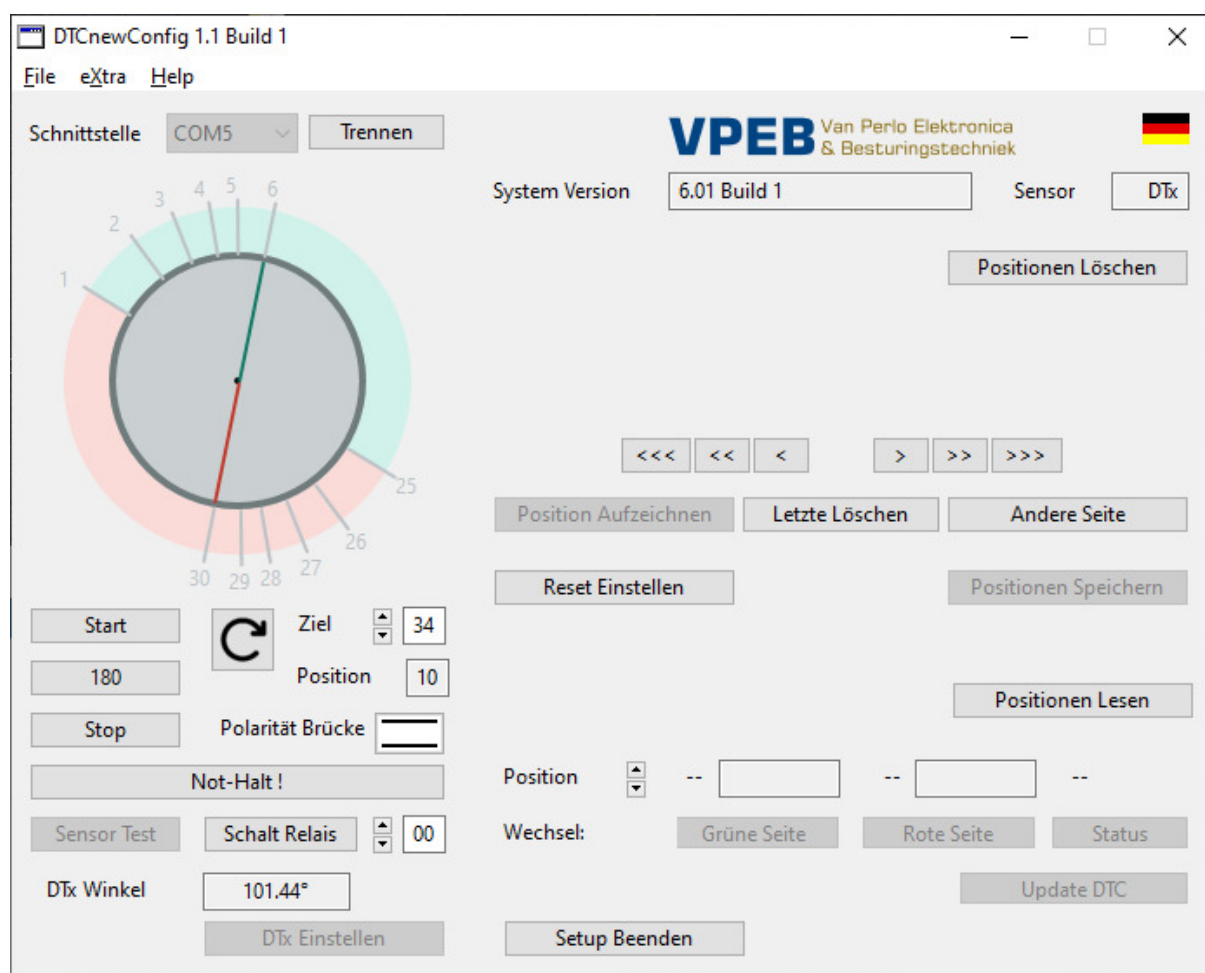 DTCnewConfig 1.1 Build 1
File eXtra Help
Schnittstelle COM5 Trennen
VPEB Van Perlo Elektronica
& Besturingstechniek
System Version 6.01 Build 1 Sensor DTx
1 2 3 4 5 6
25
26
27
28
29
30
Positionen Löschen
<<< << < > >> >>>
Position Aufzeichnen Letzte Löschen Andere Seite
Reset Einstellen Positionen Speichern
Start Ziel 34
180 Position 10
Positionen Lesen
Stop Polarität Brücke
Not-Halt !
Position -- -- --
Sensor Test Schalt Relais 00
Wechsel: Grüne Seite Rote Seite Status
DTx Winkel 101.44°
Update DTC
DTx Einstellen Setup Beenden